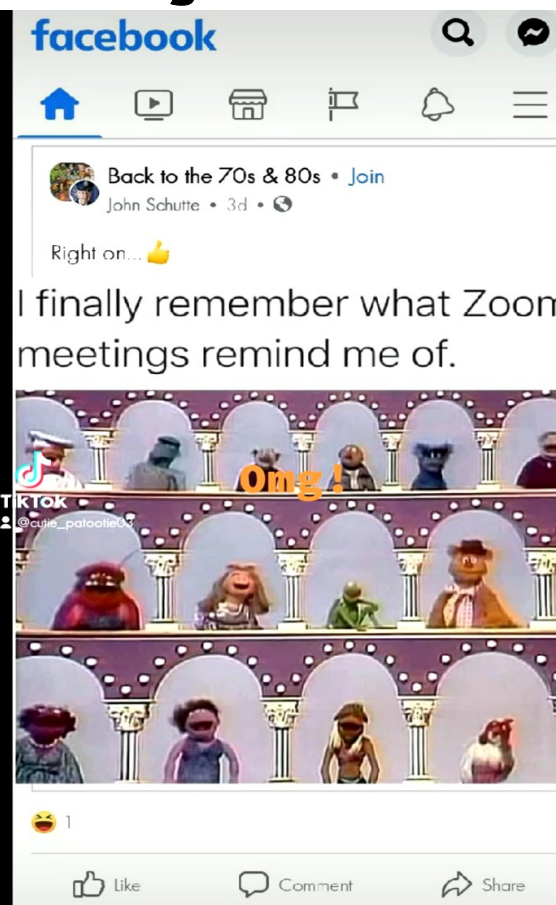 facebook
Back to the 70s & 80s • Join
John Schutte • 3d •
Right on...👍
I finally remember what Zoom
meetings remind me of.
Omg!
TikTok
@cutie_patootie03
1
Like
Comment
Share